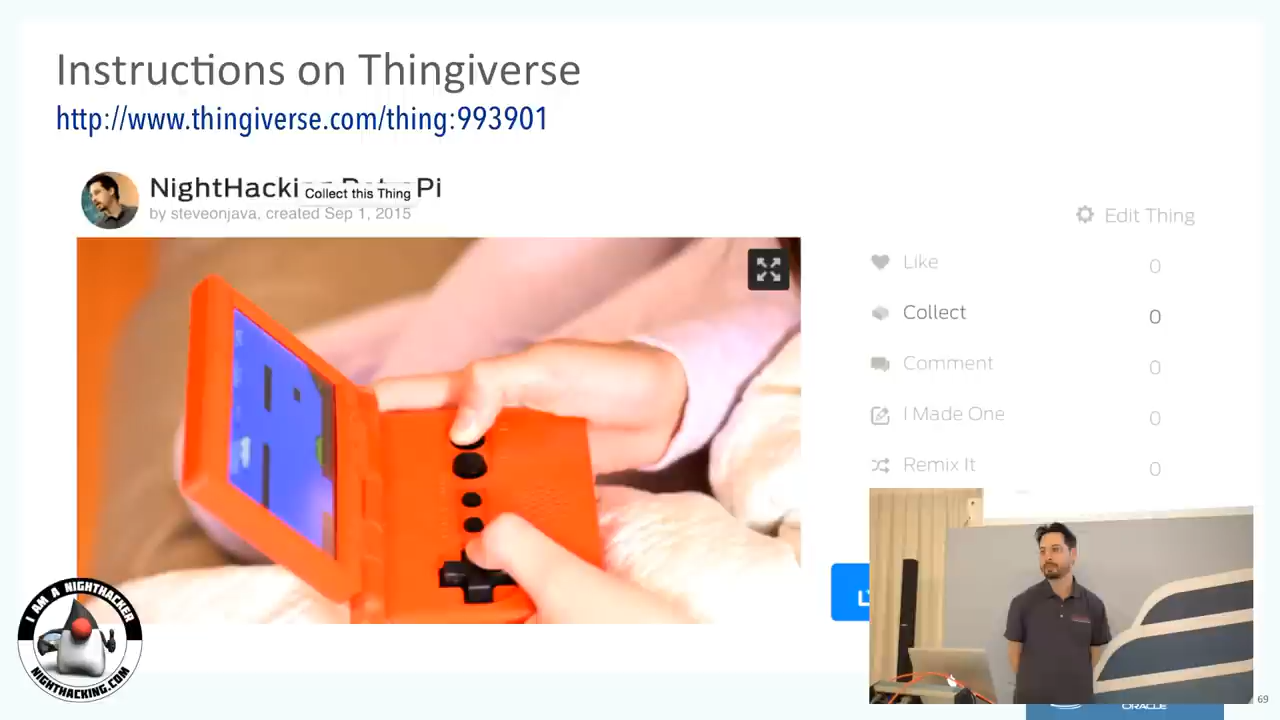 Instructions on Thingiverse
http://www.thingiverse.com/thing:993901
NightHacki Pi
Collect this Thing
by steveonjava, created Sep 1, 2015
Edit Thing
Like 0
Collect 0
Comment 0
I Made One 0
Remix It 0
I AM A NIGHTHACKER
NIGHTHACKING.COM
ORACLE
69